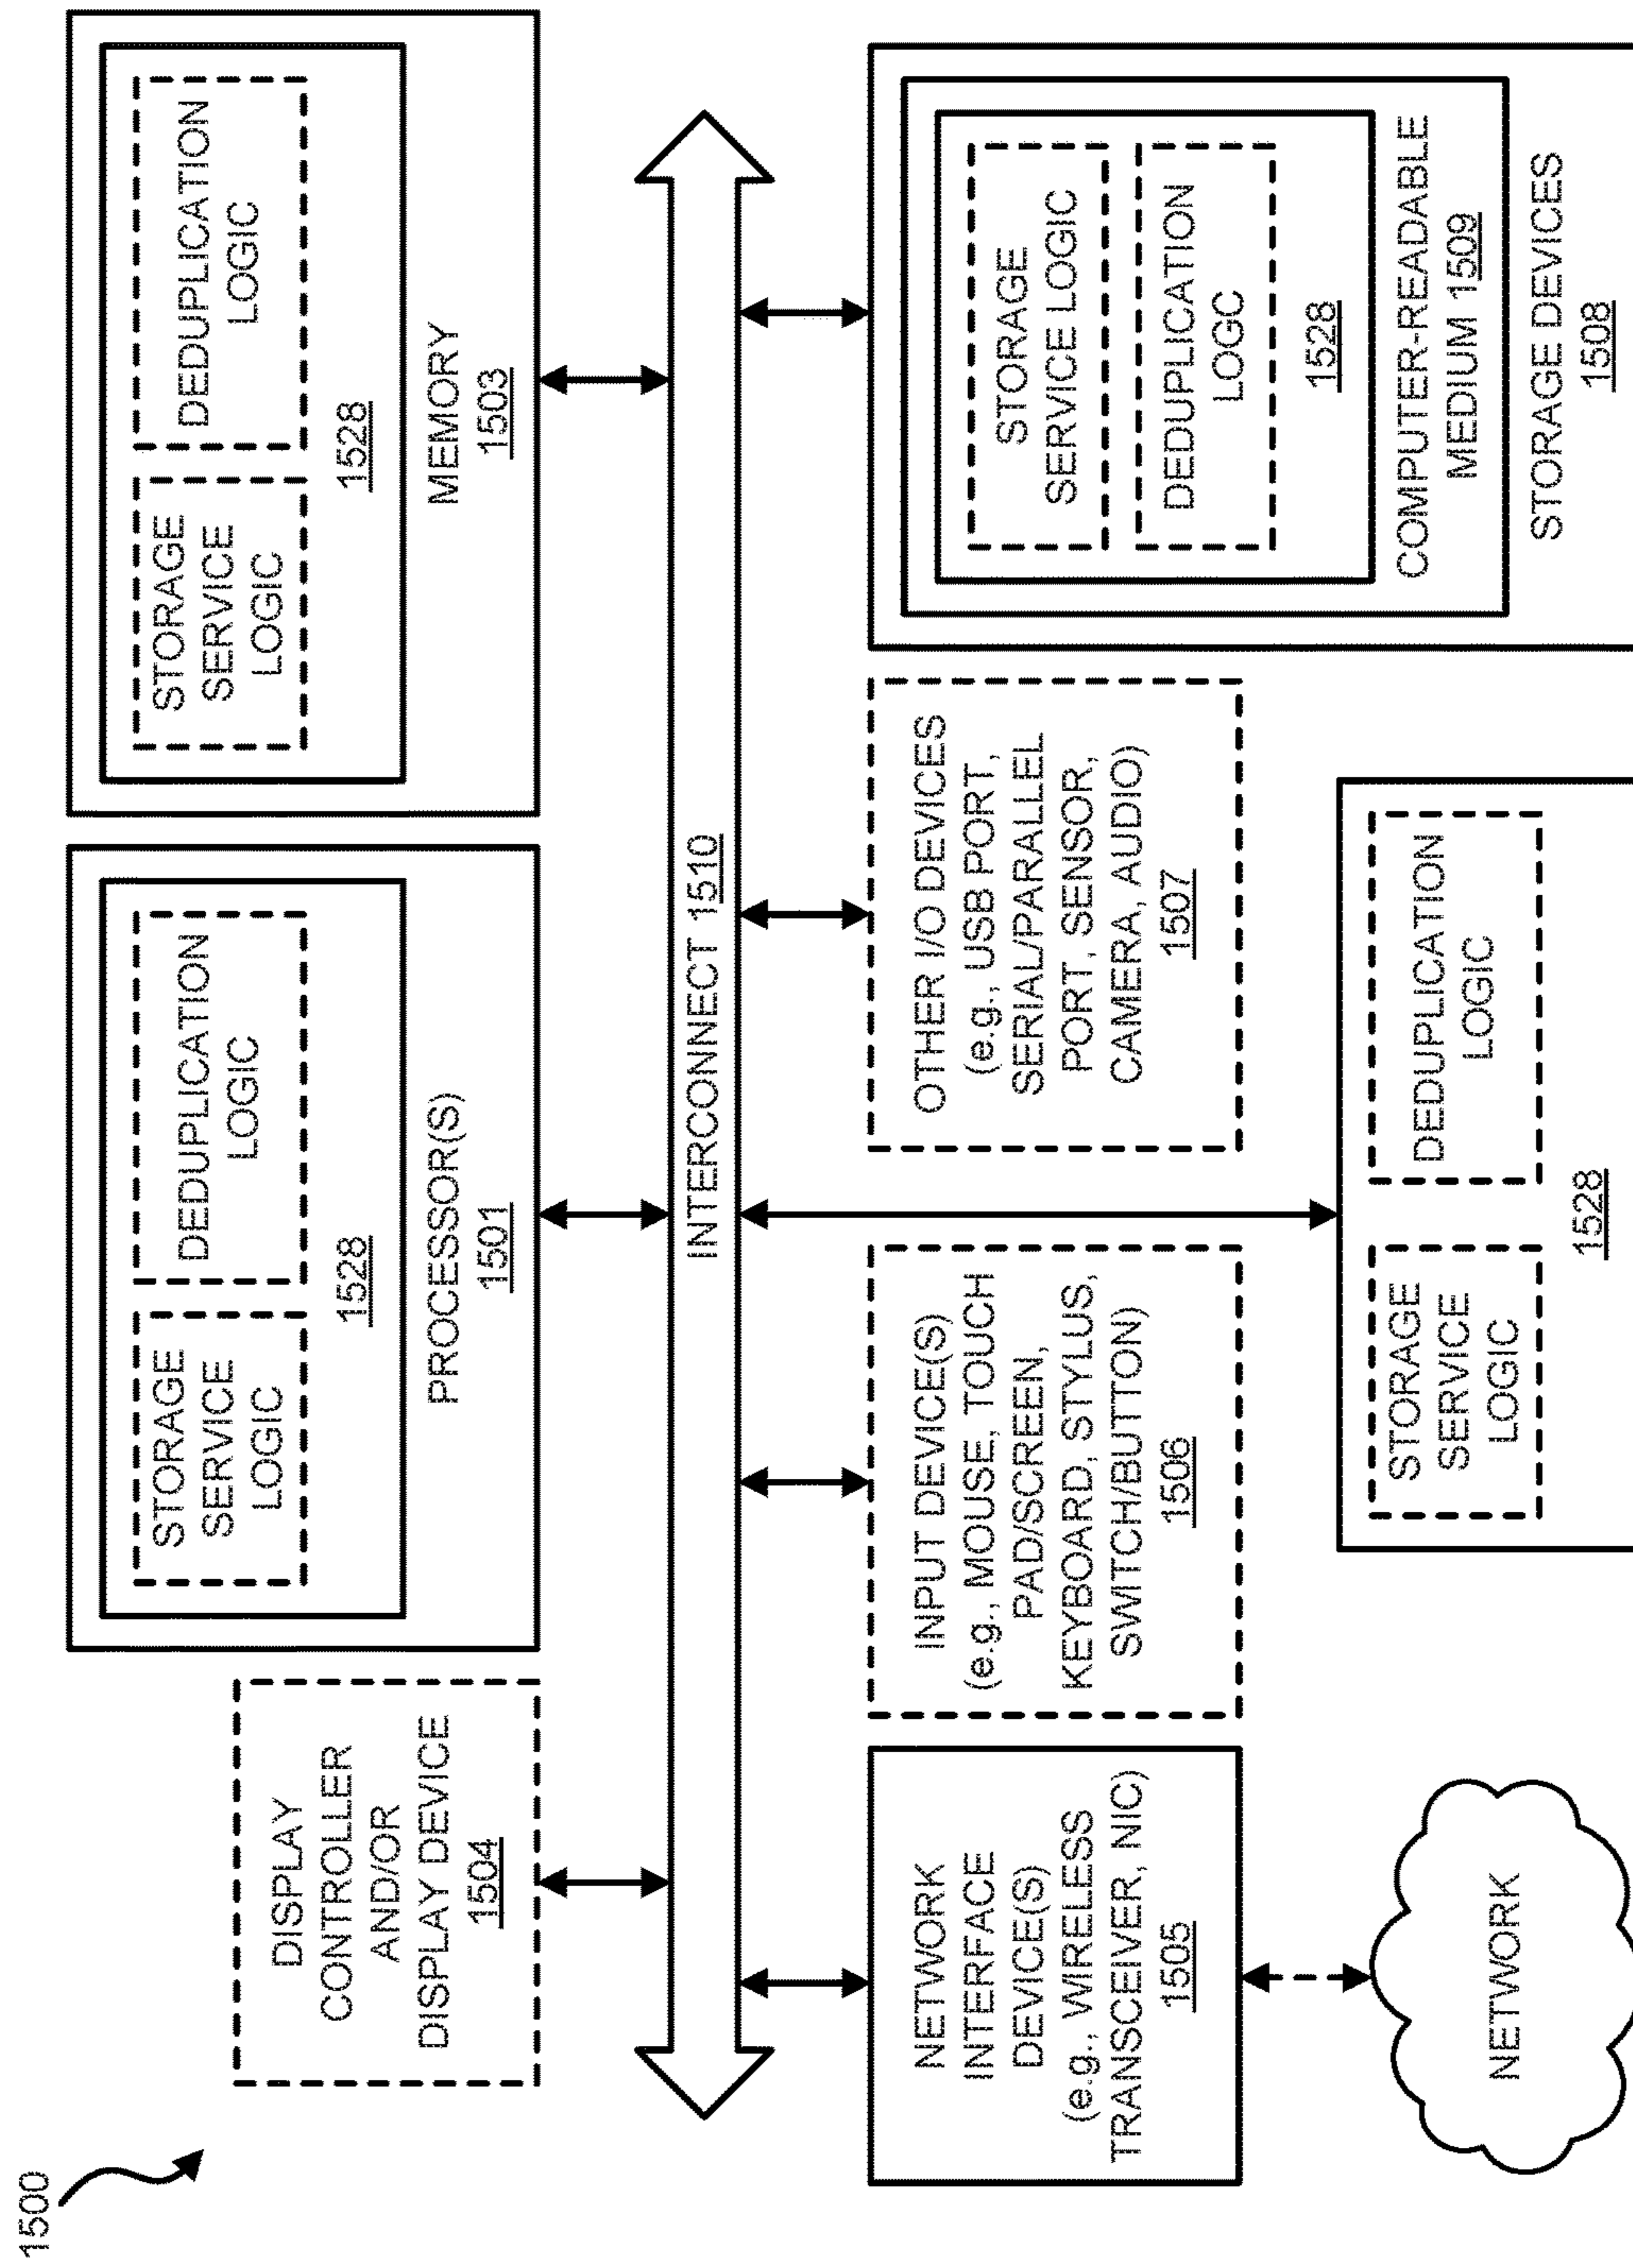 1500
DISPLAY
CONTROLLER
AND/OR
DISPLAY DEVICE
1504
STORAGE
SERVICE
LOGIC
DEDUPLICATION
LOGIC
1528
PROCESSOR(S)
1501
STORAGE
SERVICE
LOGIC
DEDUPLICATION
LOGIC
1528
MEMORY
1503
INTERCONNECT 1510
NETWORK
INTERFACE
DEVICE(S)
(e.g., WIRELESS
TRANSCEIVER, NIC)
1505
INPUT DEVICE(S)
(e.g., MOUSE, TOUCH
PAD/SCREEN,
KEYBOARD, STYLUS,
SWITCH/BUTTON)
1506
OTHER I/O DEVICES
(e.g., USB PORT,
SERIAL/PARALLEL
PORT, SENSOR,
CAMERA, AUDIO)
1507
STORAGE
SERVICE LOGIC
DEDUPLICATION
LOGC
1528
COMPUTER-READABLE
MEDIUM 1509
STORAGE DEVICES
1508
NETWORK
STORAGE
SERVICE
LOGIC
DEDUPLICATION
LOGIC
1528